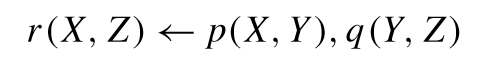 r(X, Z) ← p(X, Y), q(Y, Z)